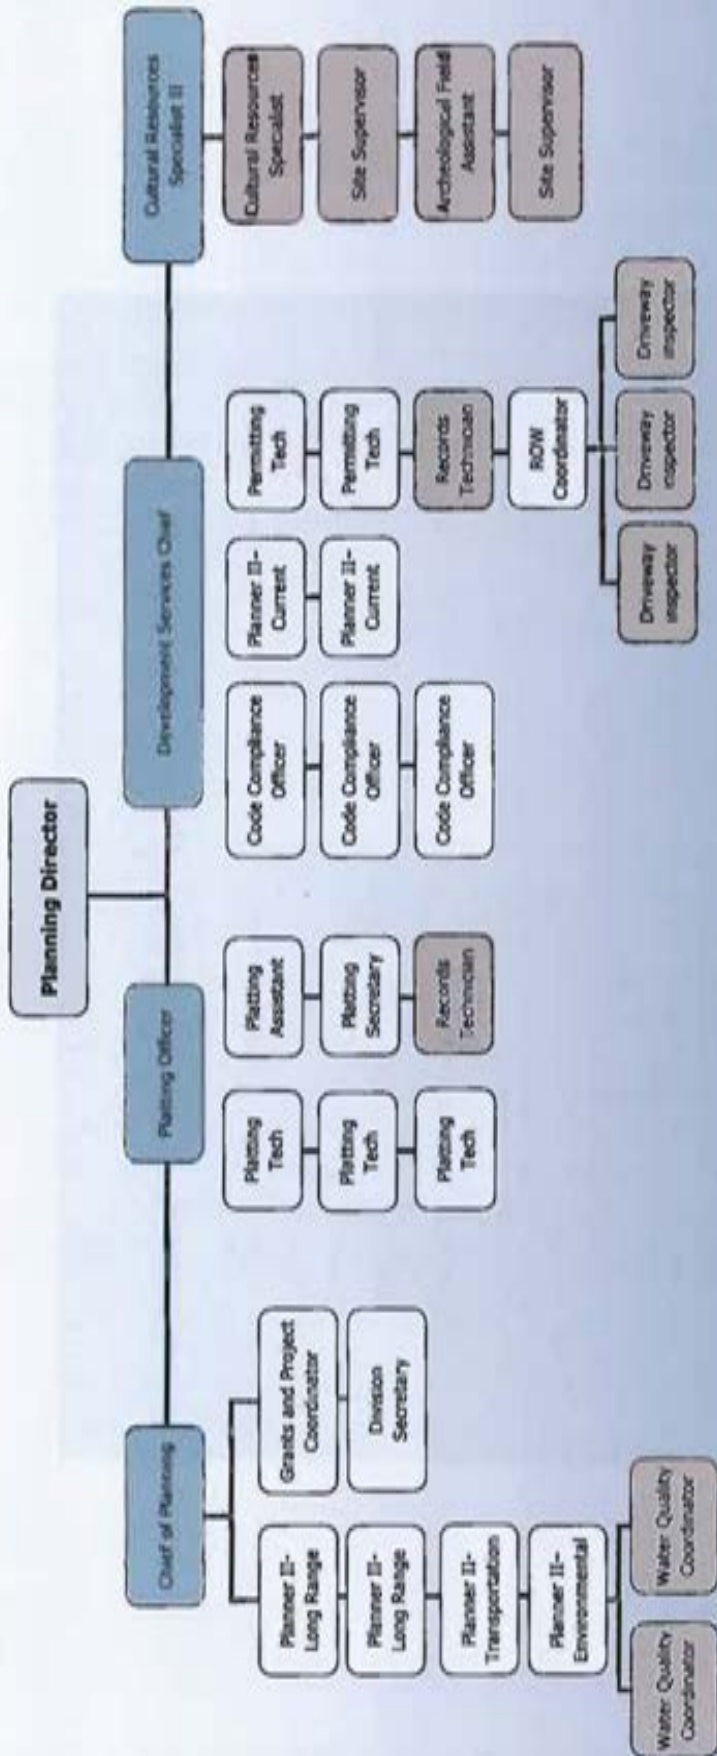 Planning Director
Chief of Planning
Platting Officer
Development Services Chief
Cultural Resources
Specialist II
Planner II-
Long Range
Planner II-
Long Range
Planner II-
Transportation
Planner II-
Environmental
Water Quality
Coordinator
Water Quality
Coordinator
Grants and Project
Coordinator
Division
Secretary
Platting
Tech
Platting
Tech
Platting
Tech
Platting
Assistant
Platting
Secretary
Records
Technician
Code Compliance
Officer
Code Compliance
Officer
Code Compliance
Officer
Planner II-
Current
Planner II-
Current
Permitting
Tech
Permitting
Tech
Records
Technician
ROW
Coordinator
Driveway
inspector
Driveway
inspector
Driveway
inspector
Cultural Resources
Specialist
Site Supervisor
Archeological Field
Assistant
Site Supervisor